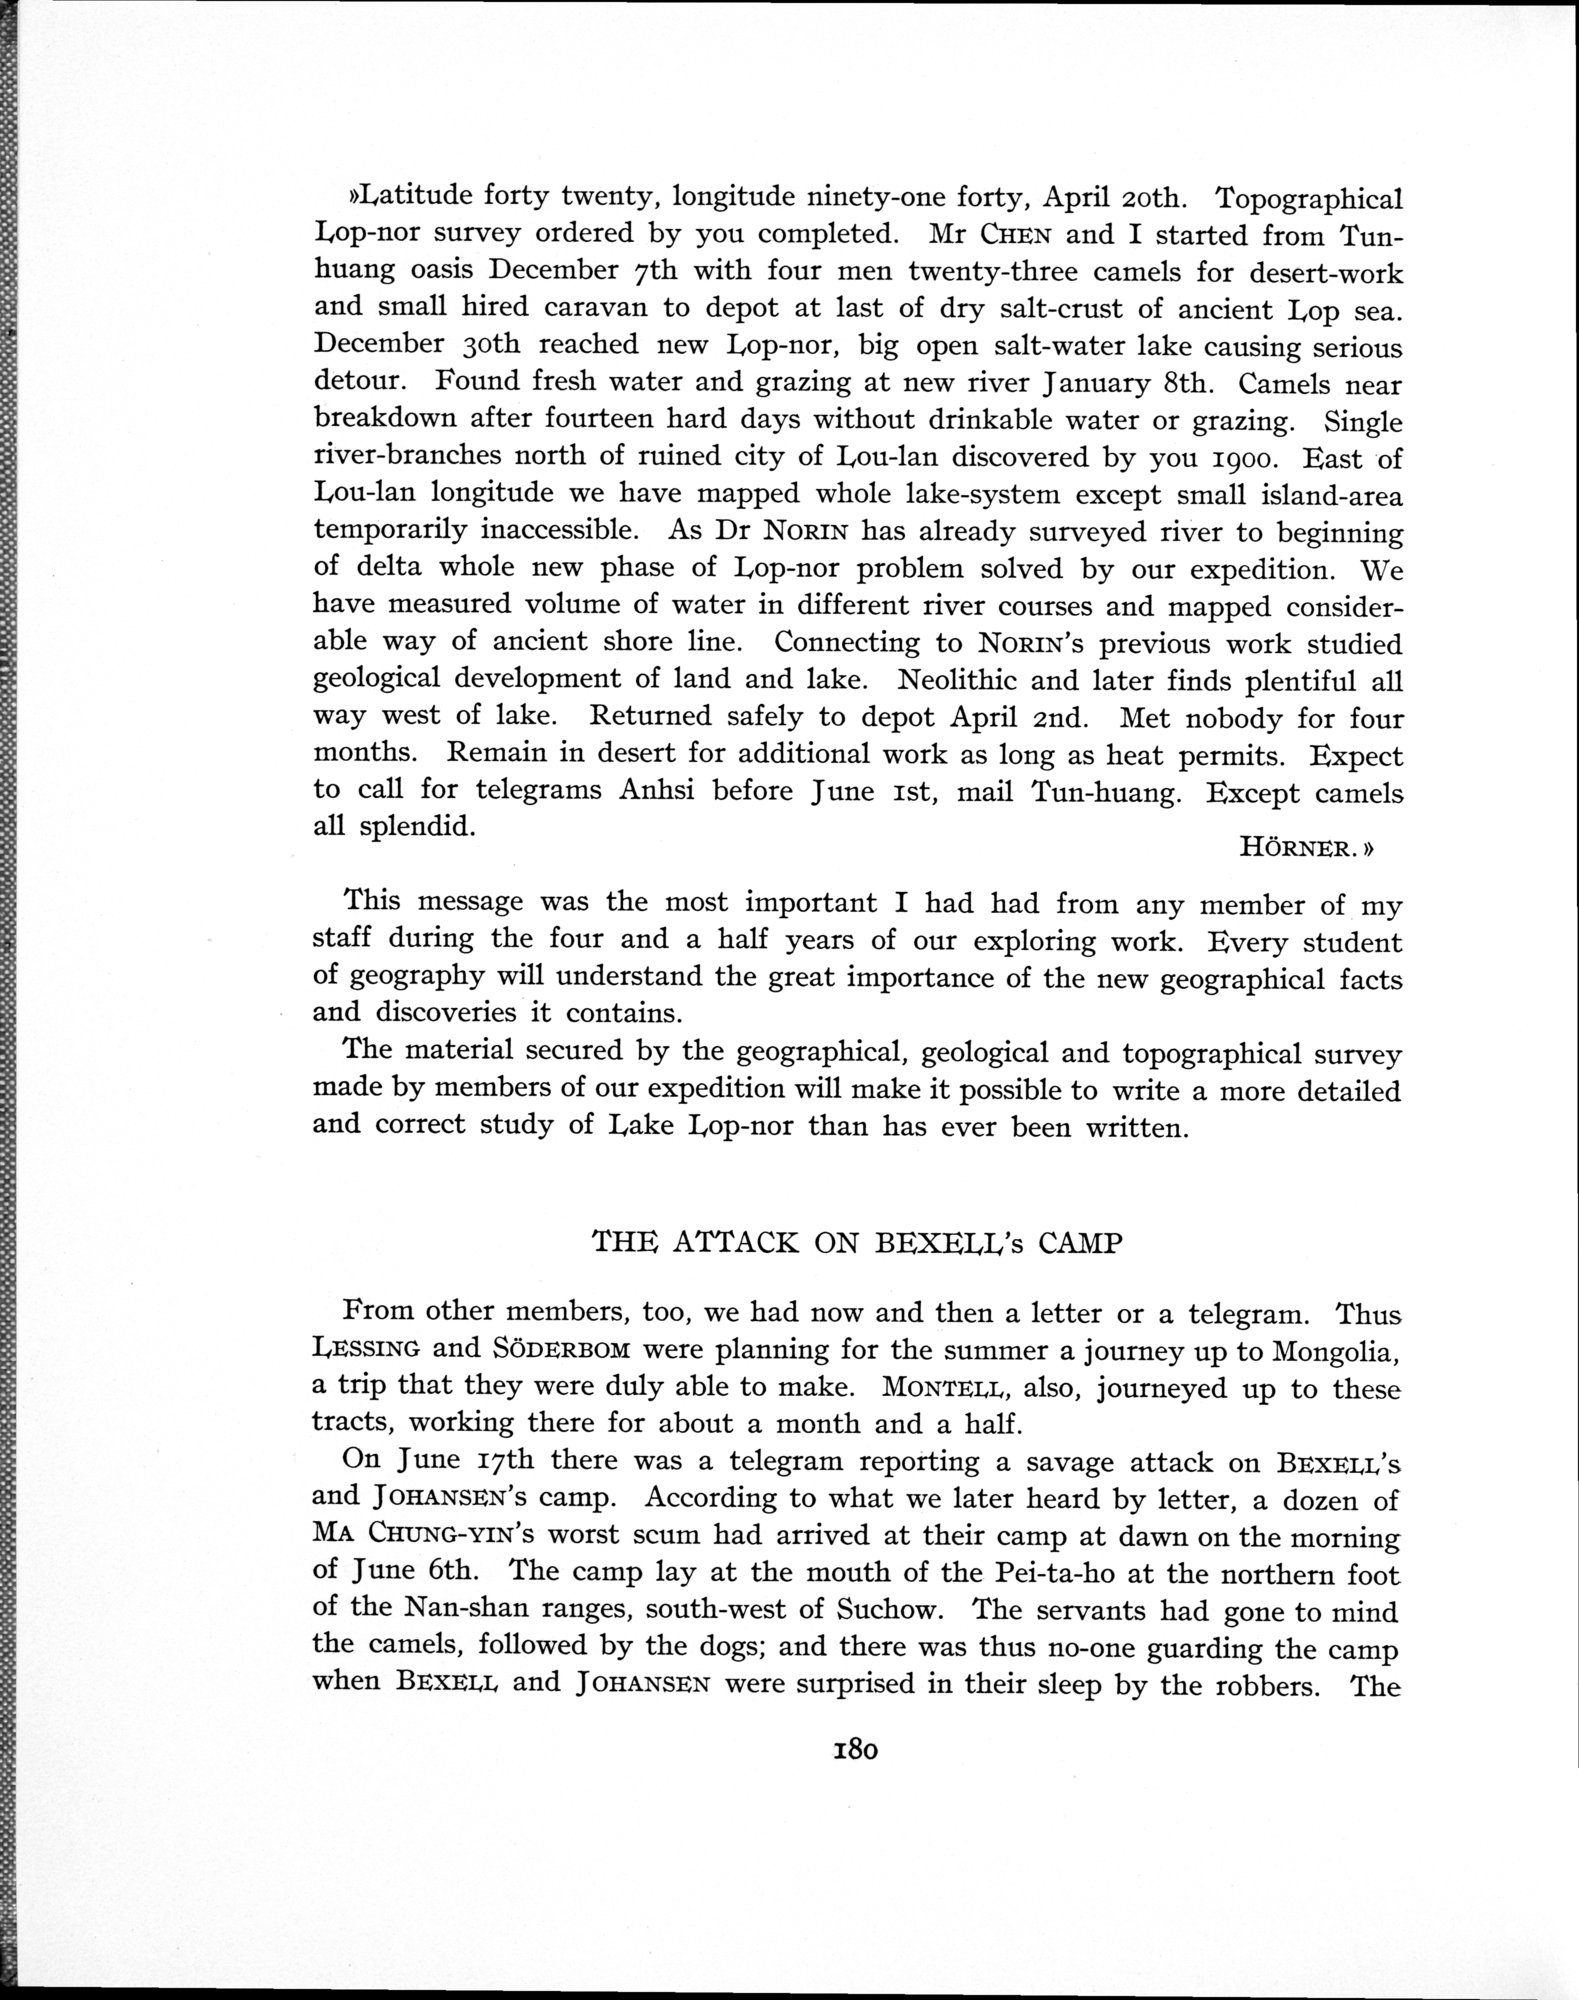 »Latitude forty twenty, longitude ninety-one forty, April 20th. Topographical
Lop-nor survey ordered by you completed. Mr CHEN and I started from Tun-
huang oasis December 7th with four men twenty-three camels for desert-work
and small hired caravan to depot at last of dry salt-crust of ancient Lop sea.
December 30th reached new Lop-nor, big open salt-water lake causing serious
detour. Found fresh water and grazing at new river January 8th. Camels near
breakdown after fourteen hard days without drinkable water or grazing. Single
river-branches north of ruined city of Lou-lan discovered by you 1900. East of
Lou-lan longitude we have mapped whole lake-system except small island-area
temporarily inaccessible. As Dr NORIN has already surveyed river to beginning
of delta whole new phase of Lop-nor problem solved by our expedition. We
have measured volume of water in different river courses and mapped consider-
able way of ancient shore line. Connecting to NORIN's previous work studied
geological development of land and lake. Neolithic and later finds plentiful all
way west of lake. Returned safely to depot April 2nd. Met nobody for four
months. Remain in desert for additional work as long as heat permits. Expect
to call for telegrams Anhsi before June 1st, mail Tun-huang. Except camels
all splendid.
HÖRNER.»
This message was the most important I had had from any member of my
staff during the four and a half years of our exploring work. Every student
of geography will understand the great importance of the new geographical facts
and discoveries it contains.
The material secured by the geographical, geological and topographical survey
made by members of our expedition will make it possible to write a more detailed
and correct study of Lake Lop-nor than has ever been written.
THE ATTACK ON BEXELL's CAMP
From other members, too, we had now and then a letter or a telegram. Thus
LESSING and SÖDERBOM were planning for the summer a journey up to Mongolia,
a trip that they were duly able to make. MONTELL, also, journeyed up to these
tracts, working there for about a month and a half.
On June 17th there was a telegram reporting a savage attack on BEXELL's
and JOHANSEN's camp. According to what we later heard by letter, a dozen of
MA CHUNG-YIN's worst scum had arrived at their camp at dawn on the morning
of June 6th. The camp lay at the mouth of the Pei-ta-ho at the northern foot
of the Nan-shan ranges, south-west of Suchow. The servants had gone to mind
the camels, followed by the dogs; and there was thus no-one guarding the camp
when BEXELL and JOHANSEN were surprised in their sleep by the robbers. The
180